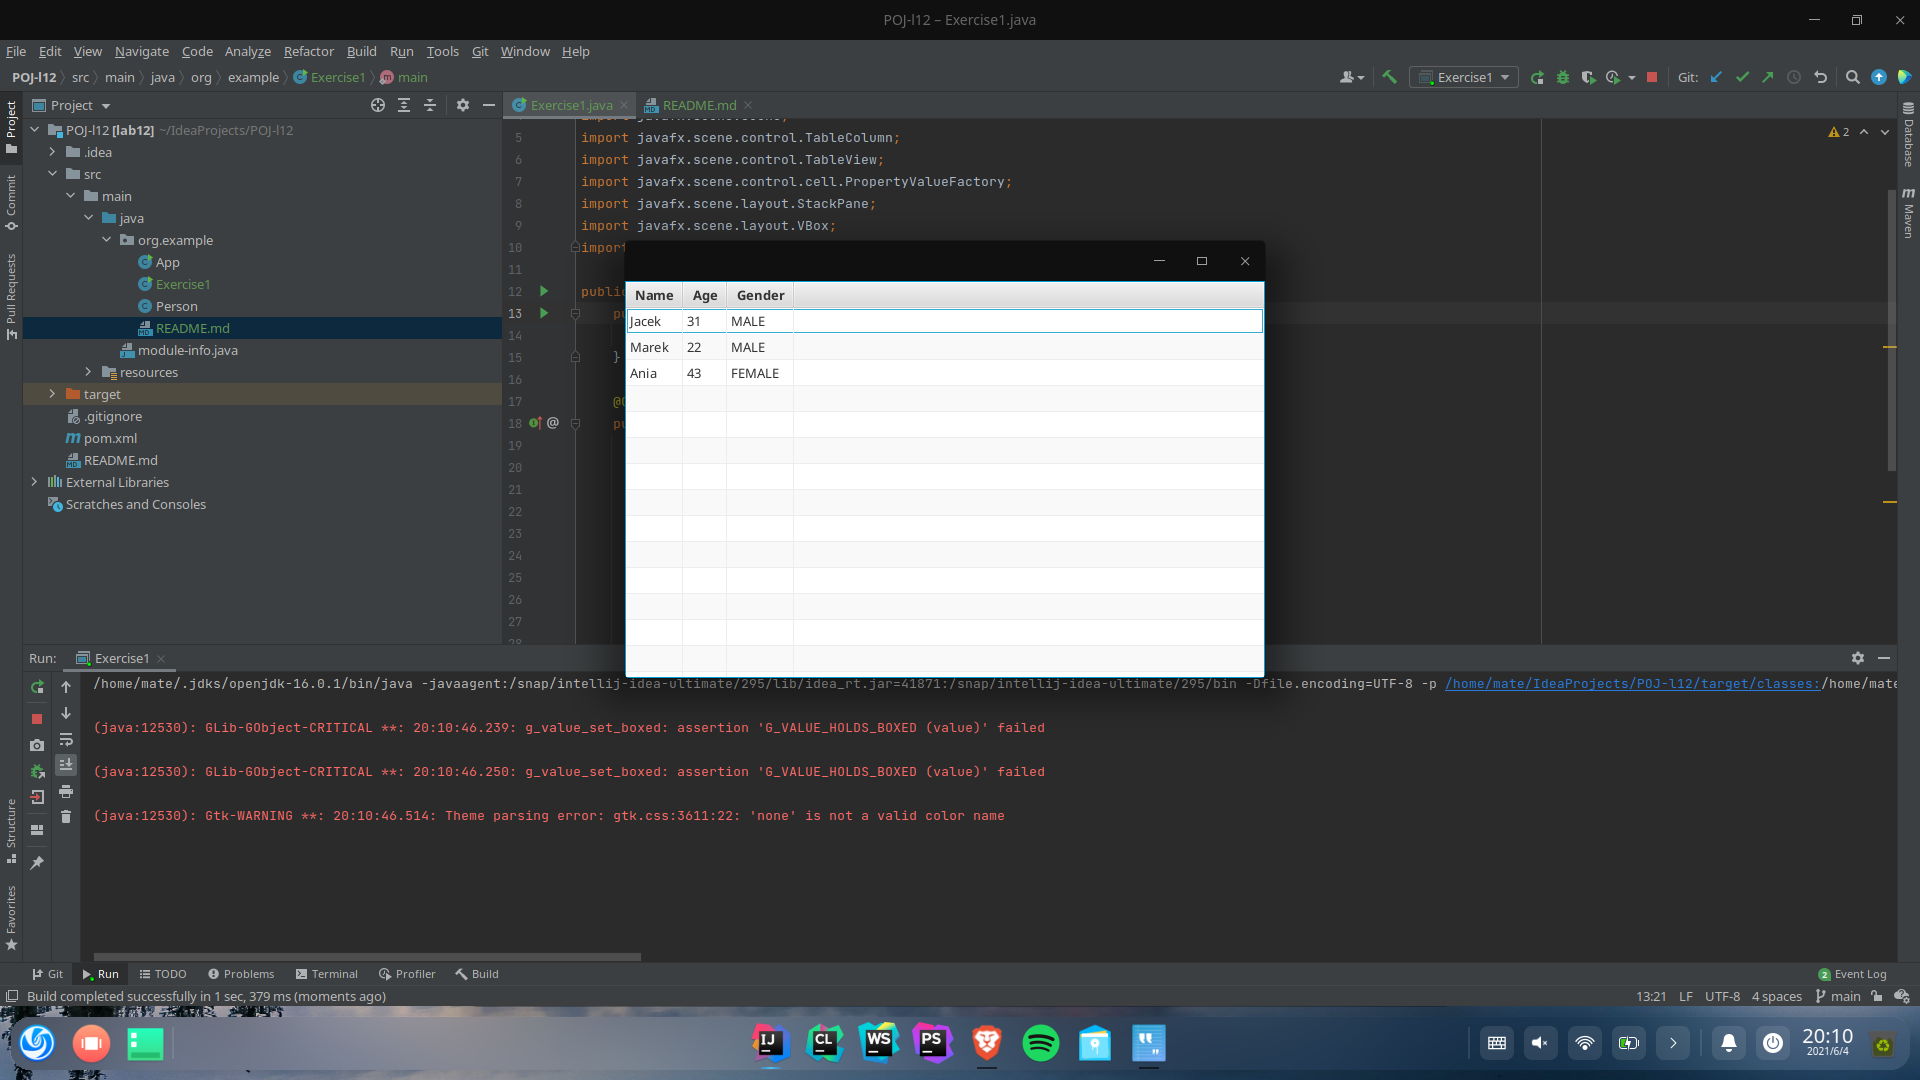 POJ-l12 – Exercise1.java
File Edit View Navigate Code Analyze Refactor Build Run Tools Git Window Help
POJ-l12 src main java org example Exercise1 main
Exercise1 Git:
Project
Commit
Pull Requests
Structure
Favorites
Project
POJ-l12 [lab12] ~/IdeaProjects/POJ-l12
.idea
src
main
java
org.example
App
Exercise1
Person
README.md
module-info.java
resources
target
.gitignore
pom.xml
README.md
External Libraries
Scratches and Consoles
Exercise1.java README.md
2
5 import javafx.scene.control.TableColumn;
6 import javafx.scene.control.TableView;
7 import javafx.scene.control.cell.PropertyValueFactory;
8 import javafx.scene.layout.StackPane;
9 import javafx.scene.layout.VBox;
10 import
11
12 public
13
14
15 }
16
17
18 @
19
20
21
22
23
24
25
26
27
28
Database
Maven
Name Age Gender
Jacek 31 MALE
Marek 22 MALE
Ania 43 FEMALE
Run: Exercise1
/home/mate/.jdks/openjdk-16.0.1/bin/java -javaagent:/snap/intellij-idea-ultimate/295/lib/idea_rt.jar=41871:/snap/intellij-idea-ultimate/295/bin -Dfile.encoding=UTF-8 -p /home/mate/IdeaProjects/POJ-l12/target/classes:/home/mate
(java:12530): GLib-GObject-CRITICAL **: 20:10:46.239: g_value_set_boxed: assertion 'G_VALUE_HOLDS_BOXED (value)' failed
(java:12530): GLib-GObject-CRITICAL **: 20:10:46.250: g_value_set_boxed: assertion 'G_VALUE_HOLDS_BOXED (value)' failed
(java:12530): Gtk-WARNING **: 20:10:46.514: Theme parsing error: gtk.css:3611:22: 'none' is not a valid color name
Git Run TODO Problems Terminal Profiler Build 2 Event Log
Build completed successfully in 1 sec, 379 ms (moments ago) 13:21 LF UTF-8 4 spaces main
IJ CL WS PS
20:10
2021/6/4